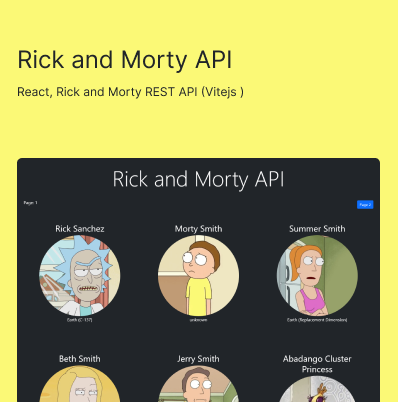 Rick and Morty API
React, Rick and Morty REST API (Vitejs )
Rick and Morty API
Page: 1
Page 2
Rick Sanchez
Morty Smith
Summer Smith
Earth (C-137)
unknown
Earth (Replacement Dimension)
Beth Smith
Jerry Smith
Abadango Cluster
Princess